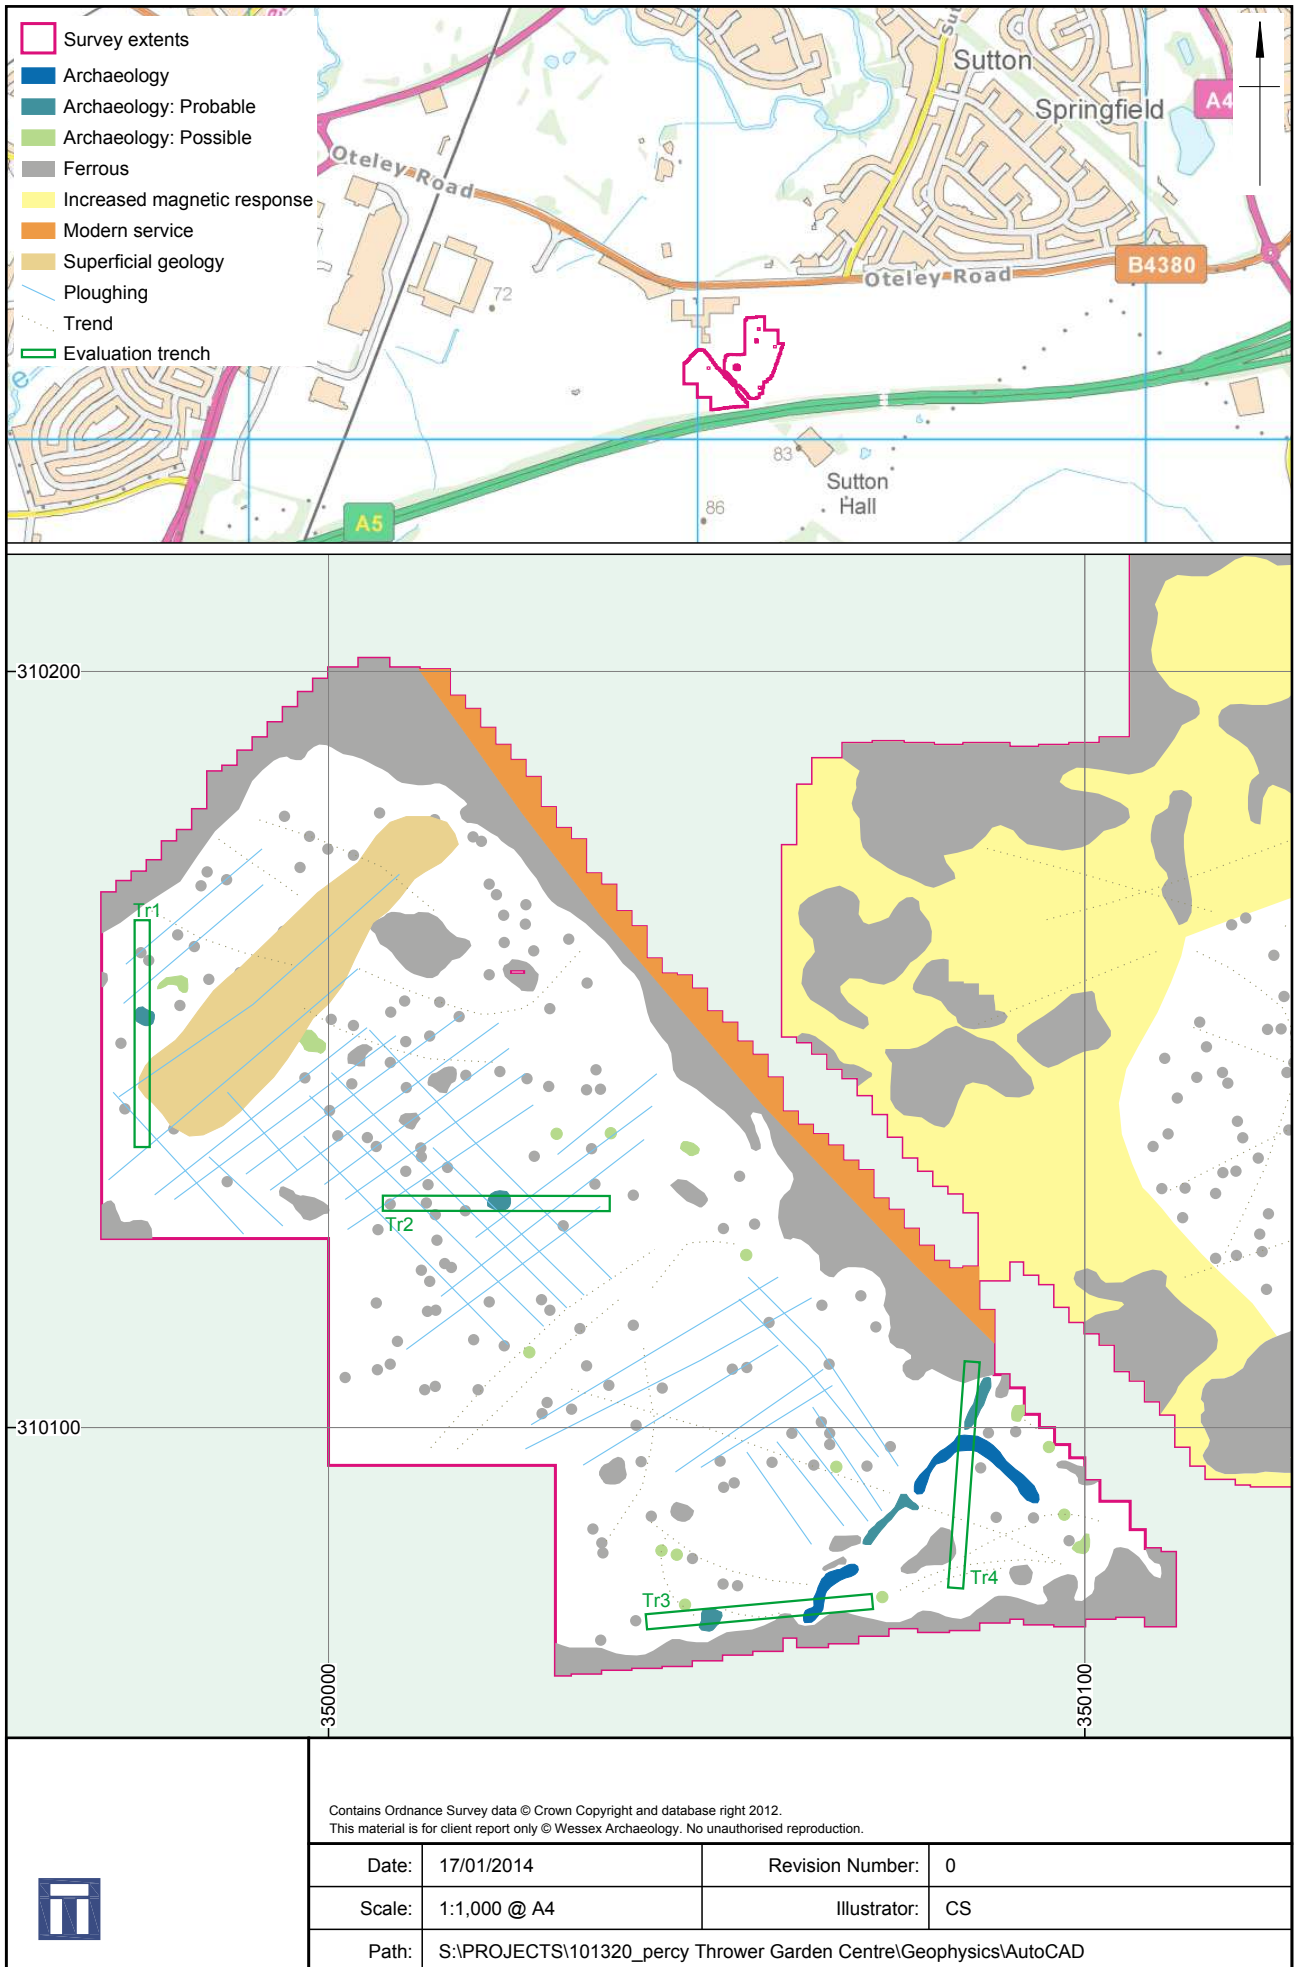 Survey extents
Archaeology
Archaeology: Probable
Archaeology: Possible
Ferrous
Increased magnetic response
Modern service
Superficial geology
Ploughing
Trend
Evaluation trench
Oteley Road
Sutton
Springfield
Oteley Road
B4380
72
83
Sutton
Hall
86
A5
310200
Tr1
Tr2
310100
Tr3
Tr4
350000
350100
Contains Ordnance Survey data © Crown Copyright and database right 2012.
This material is for client report only © Wessex Archaeology. No unauthorised reproduction.
Date: 17/01/2014 Revision Number: 0
Scale: 1:1,000 @ A4 Illustrator: CS
Path: S:\PROJECTS\101320_percy Thrower Garden Centre\Geophysics\AutoCAD